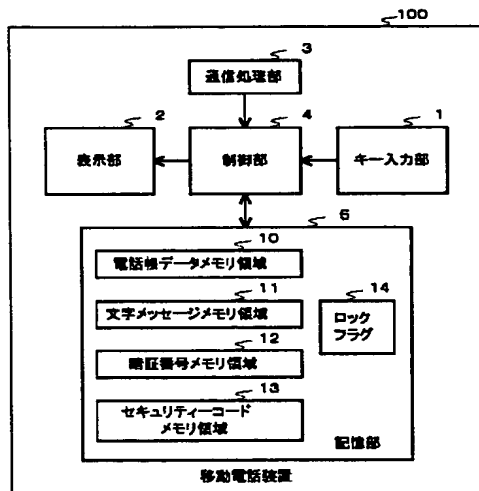 100
3
通信処理部
2
4
1
表示部
制御部
キー入力部
5
10
電話帳データメモリ領域
11
文字メッセージメモリ領域
14
ロック
フラグ
12
暗証番号メモリ領域
13
セキュリティーコード
メモリ領域
記憶部
移動電話装置